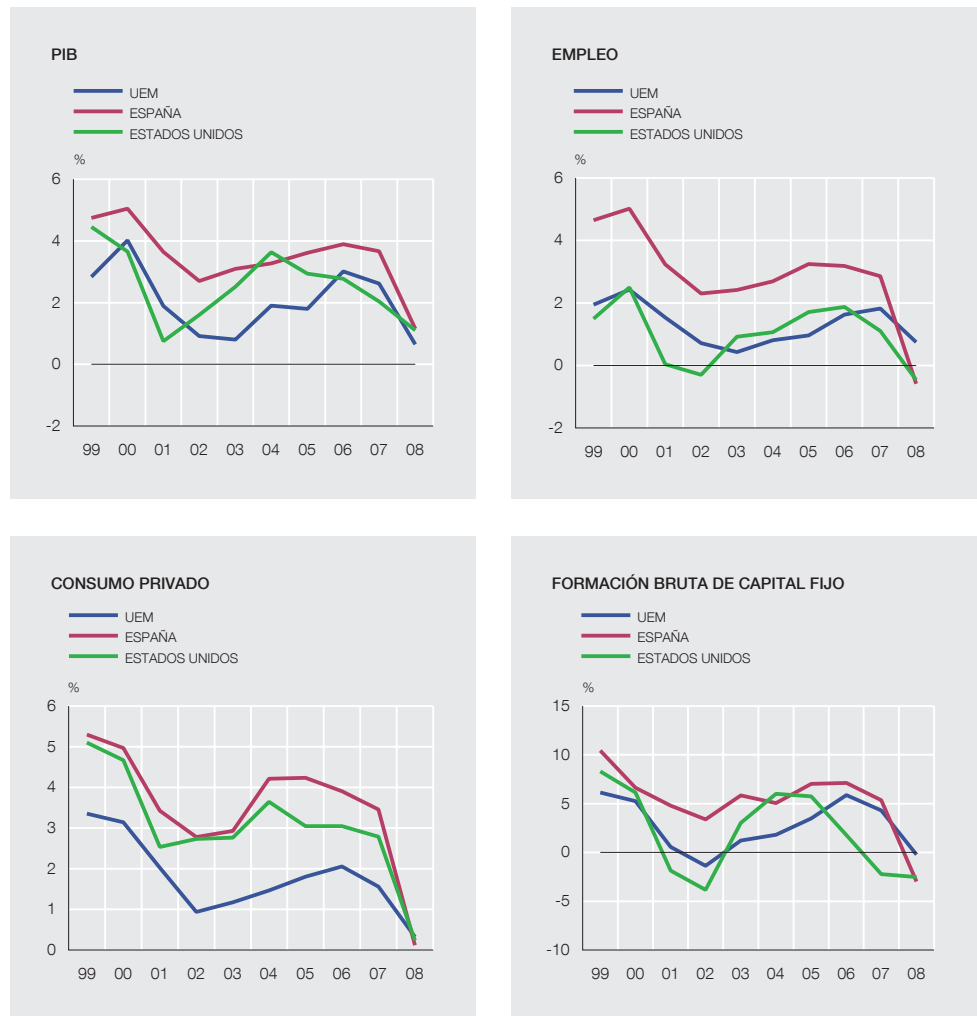 PIB
UEM
ESPAÑA
ESTADOS UNIDOS
%
6
4
2
0
-2
99 00 01 02 03 04 05 06 07 08
EMPLEO
UEM
ESPAÑA
ESTADOS UNIDOS
%
6
4
2
0
-2
99 00 01 02 03 04 05 06 07 08
CONSUMO PRIVADO
UEM
ESPAÑA
ESTADOS UNIDOS
%
6
5
4
3
2
1
0
99 00 01 02 03 04 05 06 07 08
FORMACIÓN BRUTA DE CAPITAL FIJO
UEM
ESPAÑA
ESTADOS UNIDOS
%
15
10
5
0
-5
-10
99 00 01 02 03 04 05 06 07 08